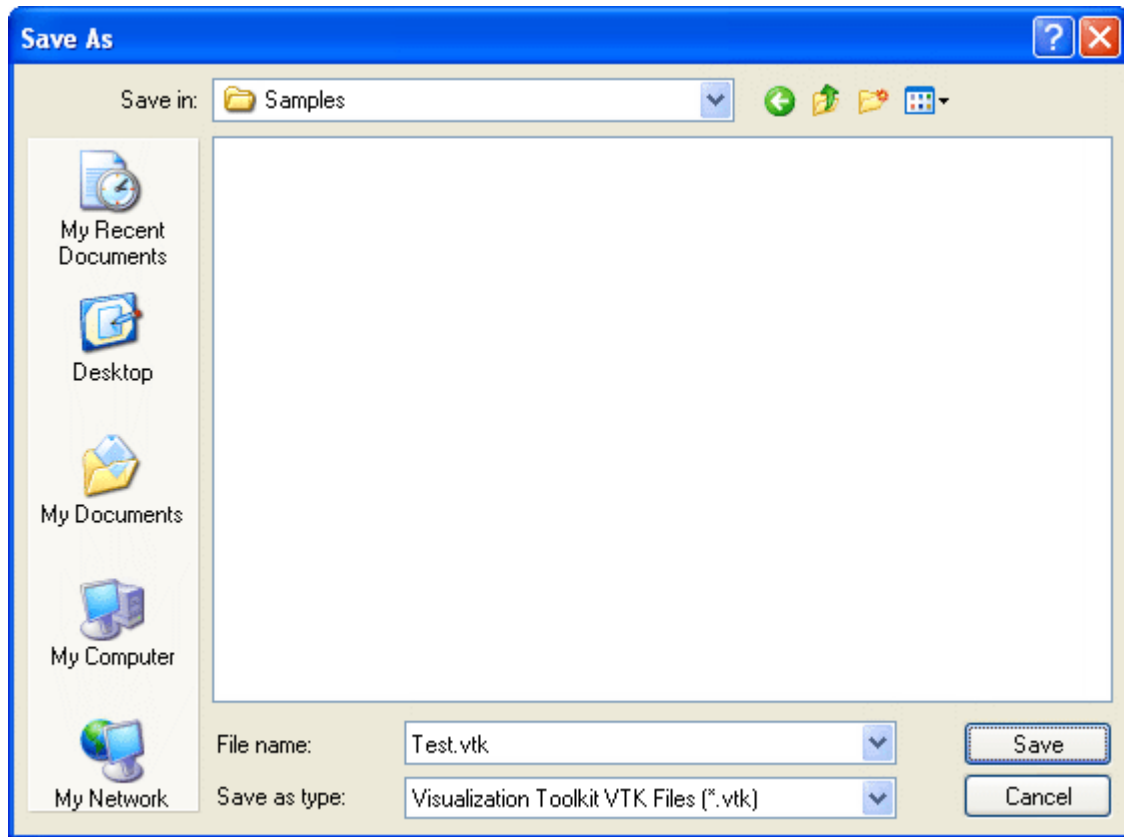 Save As
Save in:
Samples
My Recent
Documents
Desktop
My Documents
My Computer
My Network
File name:
Test.vtk
Save
Save as type:
Visualization Toolkit VTK Files (*.vtk)
Cancel